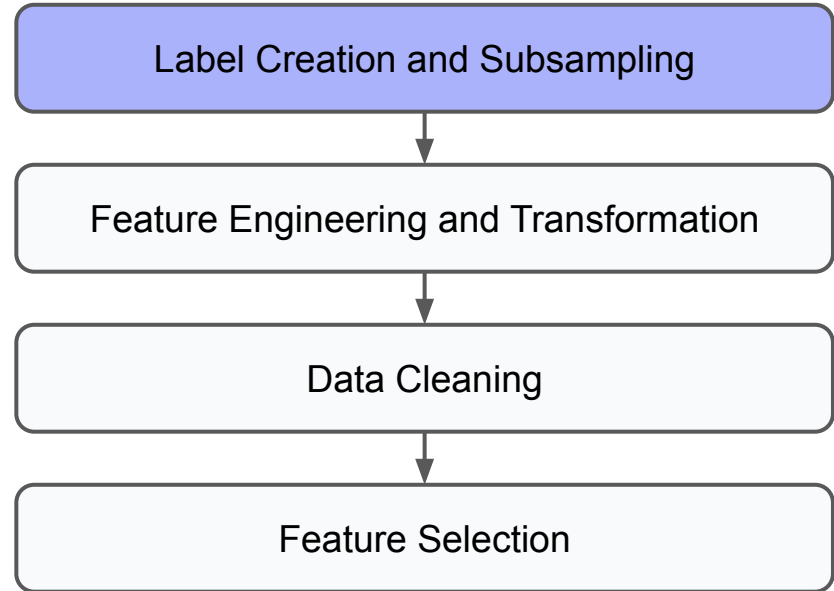 Label Creation and Subsampling
Feature Engineering and Transformation
Data Cleaning
Feature Selection